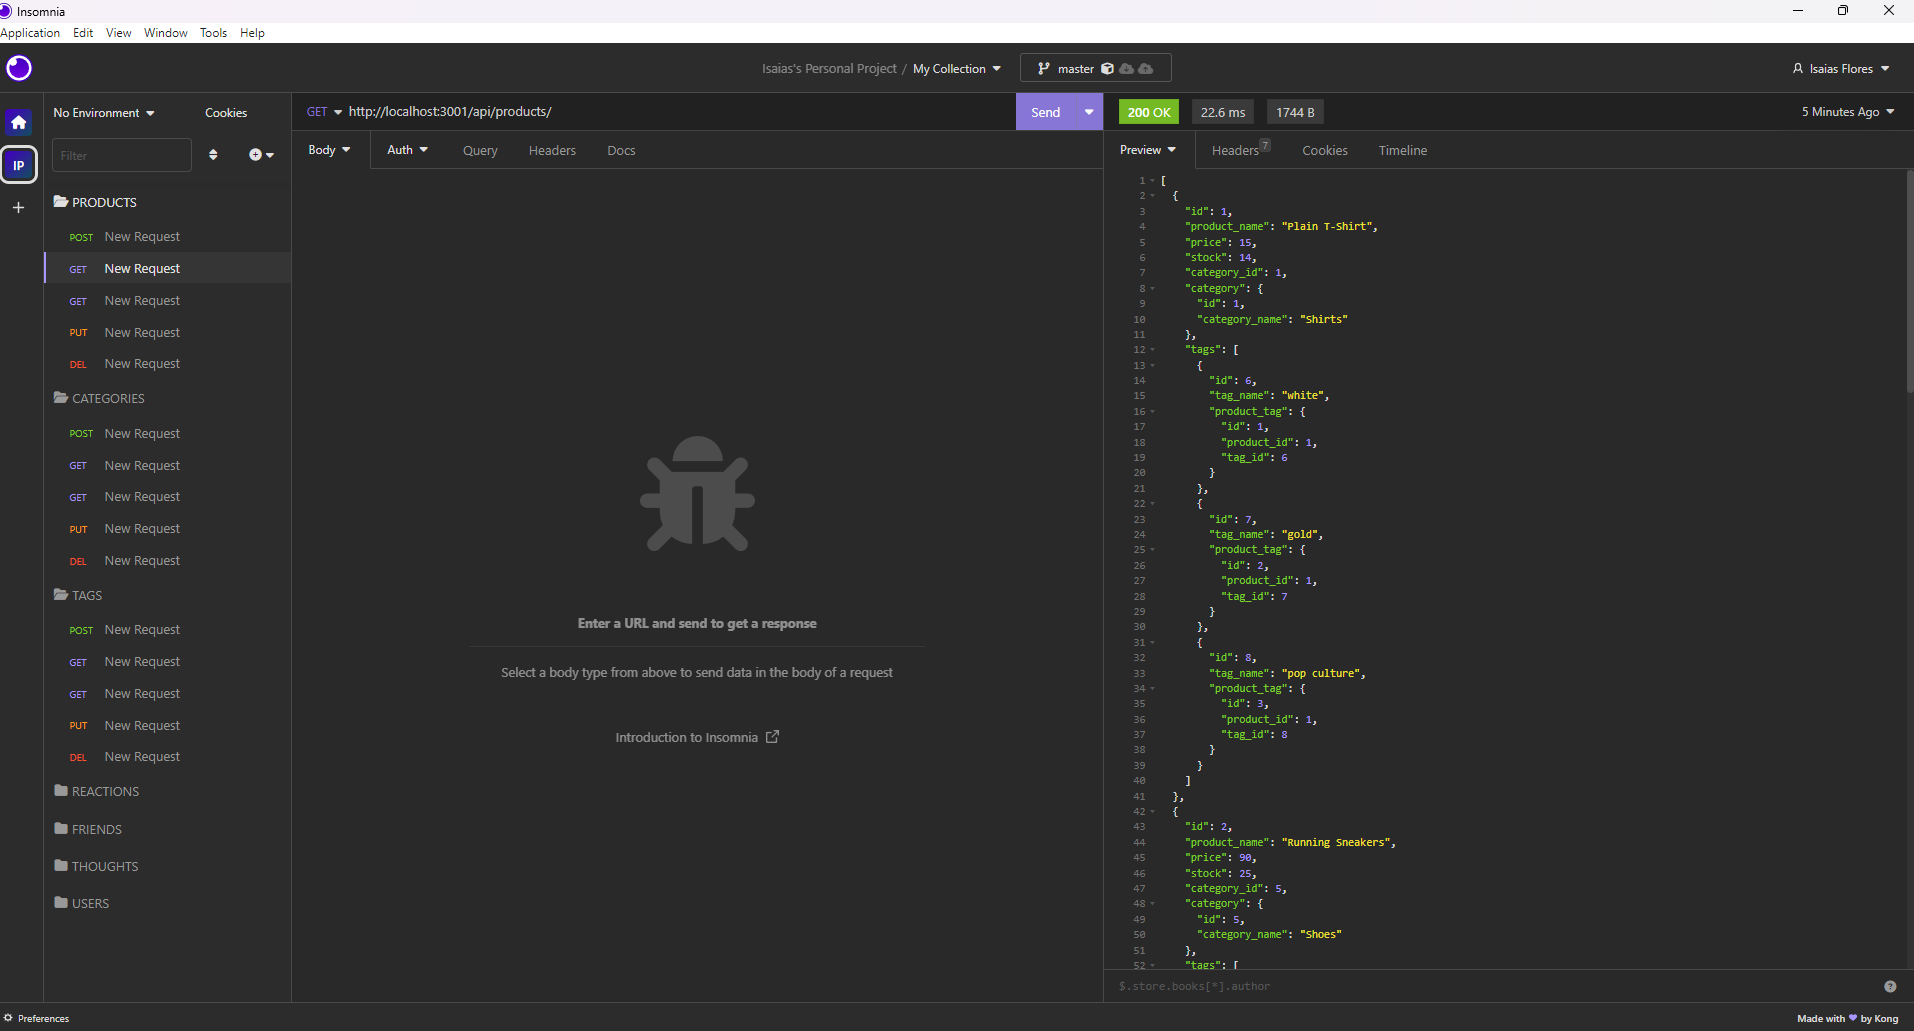 Insomnia
Application Edit View Window Tools Help
Isaias's Personal Project / My Collection master Isaias Flores
No Environment Cookies
Filter
IP
PRODUCTS
POST New Request
GET New Request
GET New Request
PUT New Request
DEL New Request
CATEGORIES
POST New Request
GET New Request
GET New Request
PUT New Request
DEL New Request
TAGS
POST New Request
GET New Request
GET New Request
PUT New Request
DEL New Request
REACTIONS
FRIENDS
THOUGHTS
USERS
GET http://localhost:3001/api/products/ Send
Body Auth Query Headers Docs
Enter a URL and send to get a response
Select a body type from above to send data in the body of a request
Introduction to Insomnia
200 OK 22.6 ms 1744 B 5 Minutes Ago
Preview Headers 7 Cookies Timeline
1 [
2 {
3 "id": 1,
4 "product_name": "Plain T-Shirt",
5 "price": 15,
6 "stock": 14,
7 "category_id": 1,
8 "category": {
9 "id": 1,
10 "category_name": "Shirts"
11 },
12 "tags": [
13 {
14 "id": 6,
15 "tag_name": "white",
16 "product_tag": {
17 "id": 1,
18 "product_id": 1,
19 "tag_id": 6
20 }
21 },
22 {
23 "id": 7,
24 "tag_name": "gold",
25 "product_tag": {
26 "id": 2,
27 "product_id": 1,
28 "tag_id": 7
29 }
30 },
31 {
32 "id": 8,
33 "tag_name": "pop culture",
34 "product_tag": {
35 "id": 3,
36 "product_id": 1,
37 "tag_id": 8
38 }
39 }
40 ]
41 },
42 {
43 "id": 2,
44 "product_name": "Running Sneakers",
45 "price": 90,
46 "stock": 25,
47 "category_id": 5,
48 "category": {
49 "id": 5,
50 "category_name": "Shoes"
51 },
52 "tags": [
$.store.books[*].author
Preferences
Made with by Kong